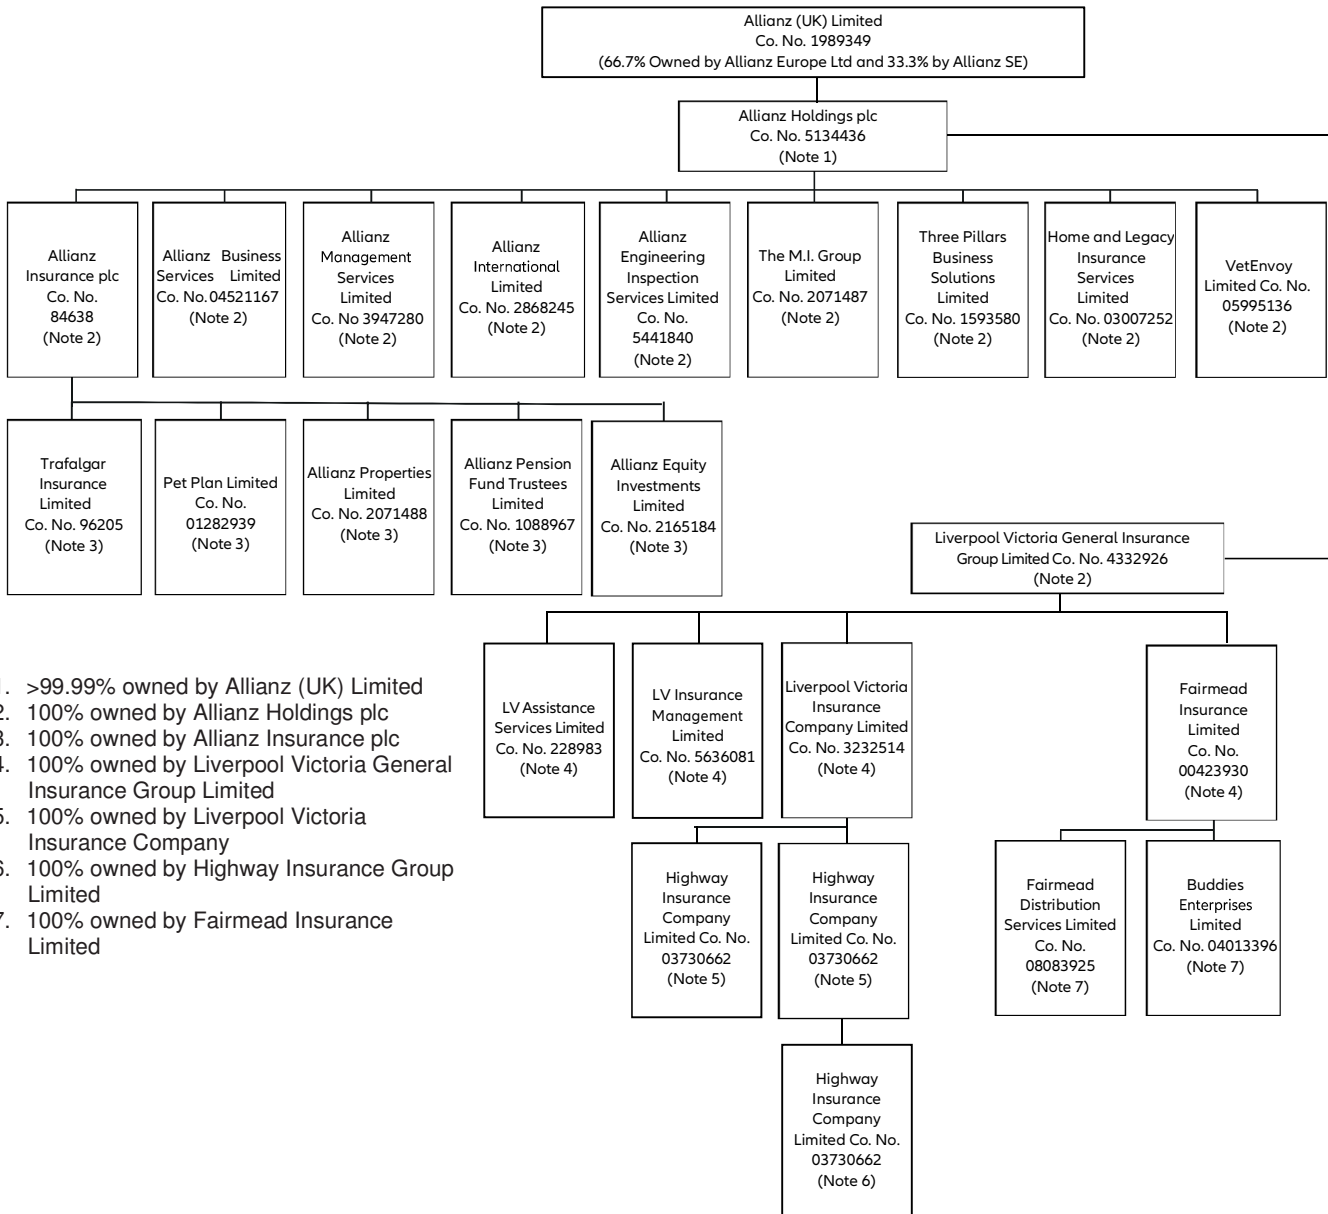 Allianz (UK) Limited
Co. No. 1989349
(66.7% Owned by Allianz Europe Ltd and 33.3% by Allianz SE)
Allianz Holdings plc
Co. No. 5134436
(Note 1)
Allianz
Insurance plc
Co. No.
84638
(Note 2)
Allianz Business
Services Limited
Co. No. 04521167
(Note 2)
Allianz
Management
Services
Limited
Co. No 3947280
(Note 2)
Allianz
International
Limited
Co. No. 2868245
(Note 2)
Allianz
Engineering
Inspection
Services Limited
Co. No.
5441840
(Note 2)
The M.I. Group
Limited
Co. No. 2071487
(Note 2)
Three Pillars
Business
Solutions
Limited
Co. No. 1593580
(Note 2)
Home and Legacy
Insurance
Services
Limited
Co. No. 03007252
(Note 2)
VetEnvoy
Limited Co. No.
05995136
(Note 2)
Trafalgar
Insurance
Limited
Co. No. 96205
(Note 3)
Pet Plan Limited
Co. No.
01282939
(Note 3)
Allianz Properties
Limited
Co. No. 2071488
(Note 3)
Allianz Pension
Fund Trustees
Limited
Co. No. 1088967
(Note 3)
Allianz Equity
Investments
Limited
Co. No. 2165184
(Note 3)
Liverpool Victoria General Insurance
Group Limited Co. No. 4332926
(Note 2)
LV Assistance
Services Limited
Co. No. 228983
(Note 4)
LV Insurance
Management
Limited
Co. No. 5636081
(Note 4)
Liverpool Victoria
Insurance
Company Limited
Co. No. 3232514
(Note 4)
Fairmead
Insurance
Limited
Co. No.
00423930
(Note 4)
Highway
Insurance
Company
Limited Co. No.
03730662
(Note 5)
Highway
Insurance
Company
Limited Co. No.
03730662
(Note 5)
Fairmead
Distribution
Services Limited
Co. No.
08083925
(Note 7)
Buddies
Enterprises
Limited
Co. No. 04013396
(Note 7)
Highway
Insurance
Company
Limited Co. No.
03730662
(Note 6)
1. >99.99% owned by Allianz (UK) Limited
2. 100% owned by Allianz Holdings plc
3. 100% owned by Allianz Insurance plc
4. 100% owned by Liverpool Victoria General
Insurance Group Limited
5. 100% owned by Liverpool Victoria
Insurance Company
6. 100% owned by Highway Insurance Group
Limited
7. 100% owned by Fairmead Insurance
Limited